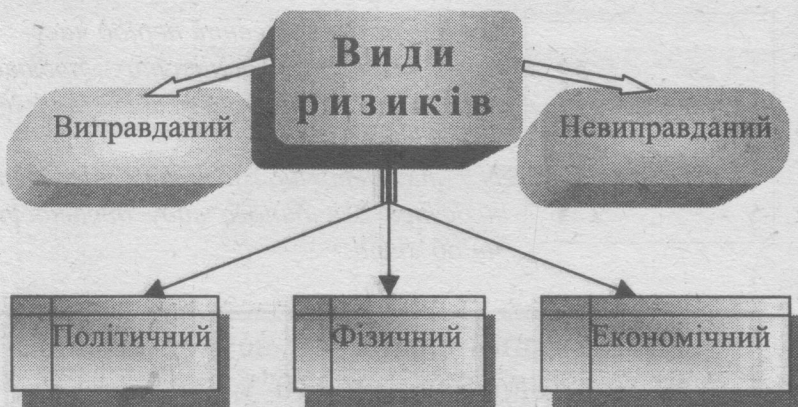 Види
ризиків
Виправданий
Невиправданий
Політичний
Фізичний
Економічний